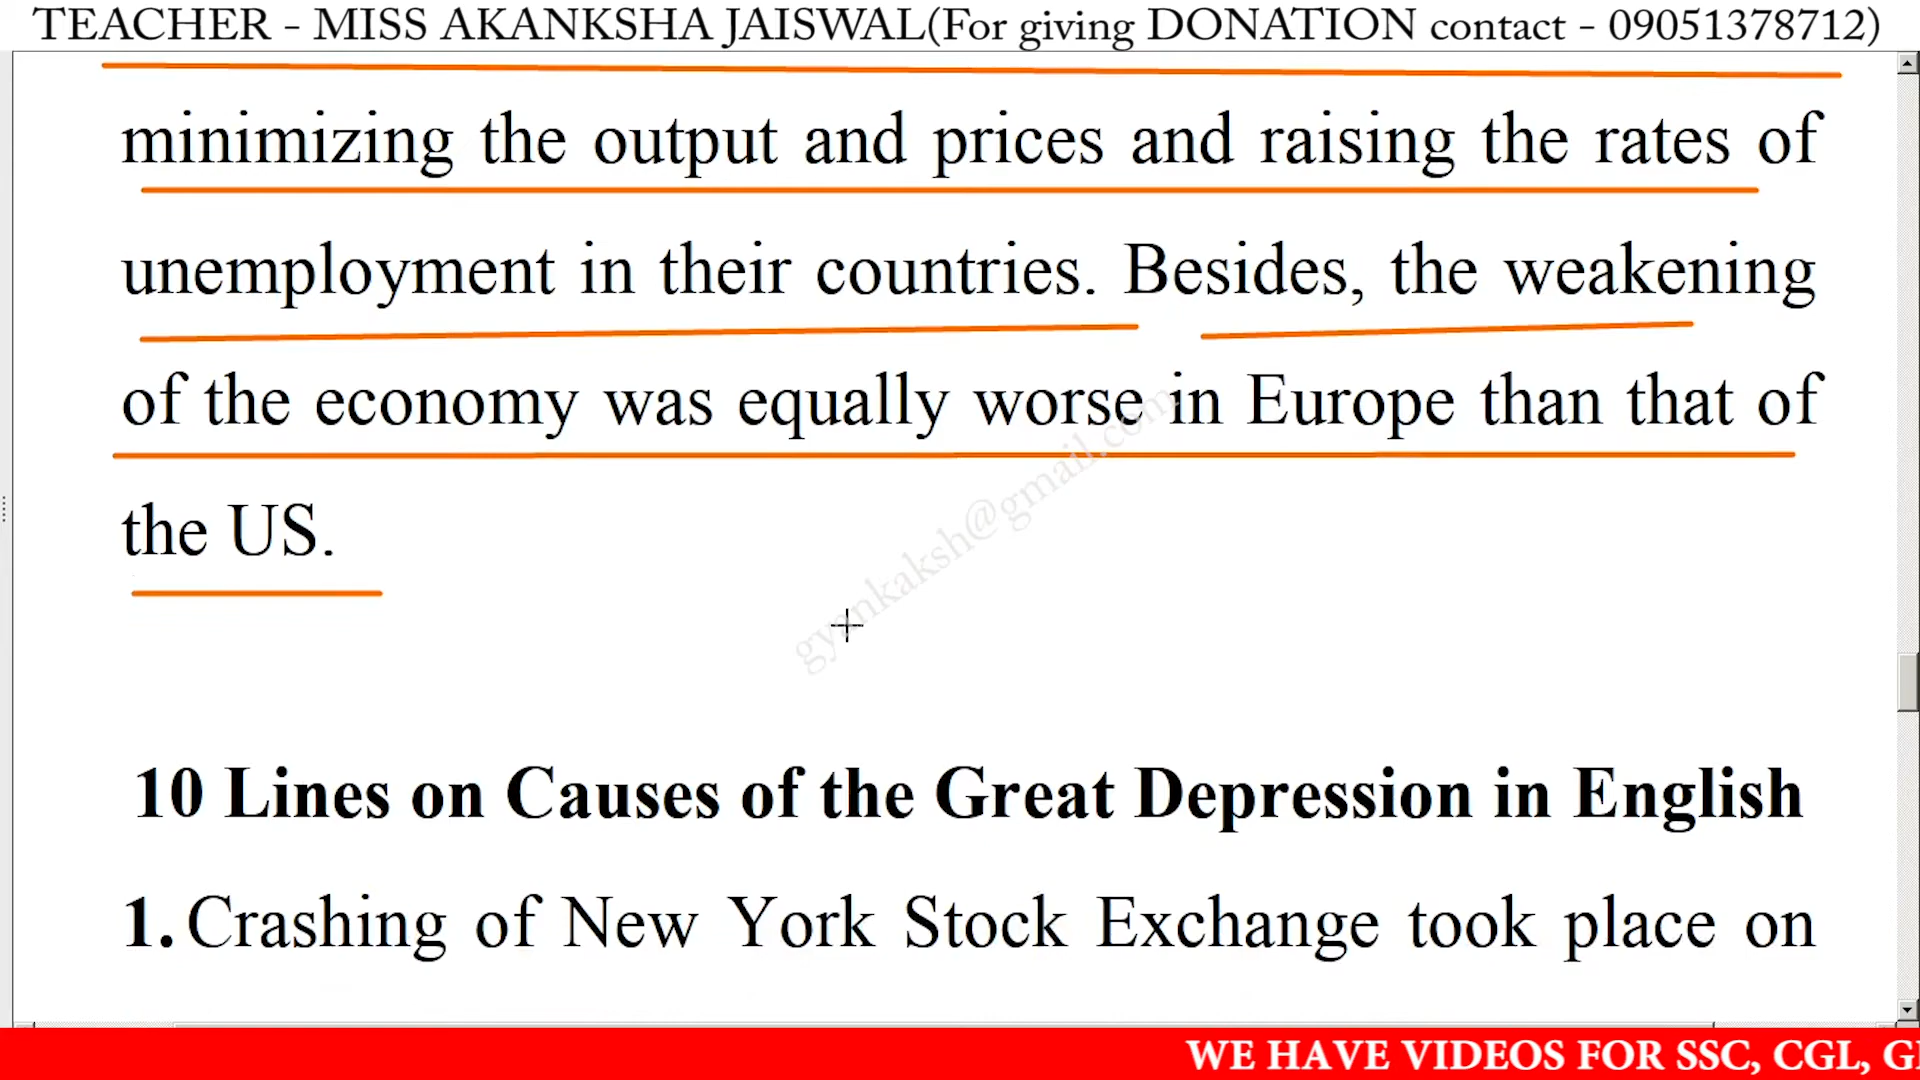 TEACHER - MISS AKANKSHA JAISWAL(For giving DONATION contact - 09051378712)
minimizing the output and prices and raising the rates of
unemployment in their countries. Besides, the weakening
of the economy was equally worse in Europe than that of
the US.
gyankaksh@gmail.com
10 Lines on Causes of the Great Depression in English
1. Crashing of New York Stock Exchange took place on
WE HAVE VIDEOS FOR SSC, CGL,